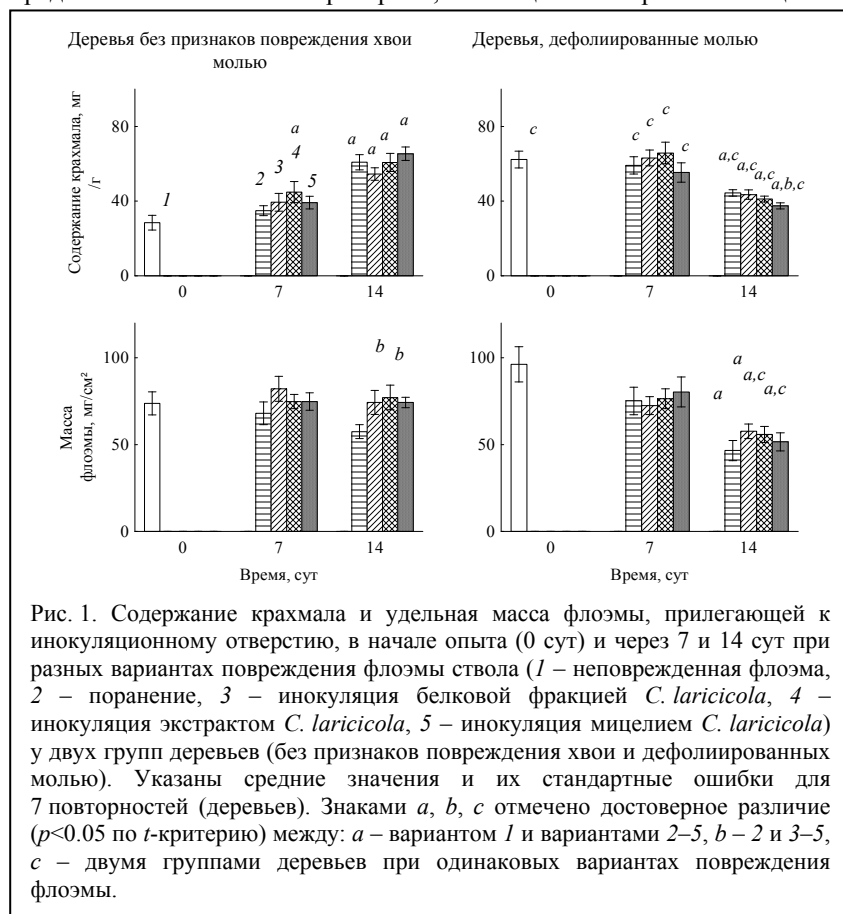 Деревья без признаков повреждения хвои
молью
Деревья, дефолиированные молью
Содержание крахмала, мг
/г
80
40
0
1
2
3
a
4
5
a
a
a
a
0
7
14
80
40
0
c
c
c
c
c
a,c
a,c
a,c
a,b,c
0
7
14
Масса
флоэмы, мг/см²
100
50
0
b
b
0
7
14
Время, сут
100
50
0
a
a
a,c
a,c
0
7
14
Время, сут
Рис. 1. Содержание крахмала и удельная масса флоэмы, прилегающей к
инокуляционному отверстию, в начале опыта (0 сут) и через 7 и 14 сут при
разных вариантах повреждения флоэмы ствола (1 – неповрежденная флоэма,
2 – поранение, 3 – инокуляция белковой фракцией C. laricicola, 4 –
инокуляция экстрактом C. laricicola, 5 – инокуляция мицелием C. laricicola)
у двух групп деревьев (без признаков повреждения хвои и дефолиированных
молью). Указаны средние значения и их стандартные ошибки для
7 повторностей (деревьев). Знаками a, b, c отмечено достоверное различие
(p<0.05 по t-критерию) между: a – вариантом 1 и вариантами 2–5, b – 2 и 3–5,
c – двумя группами деревьев при одинаковых вариантах повреждения
флоэмы.